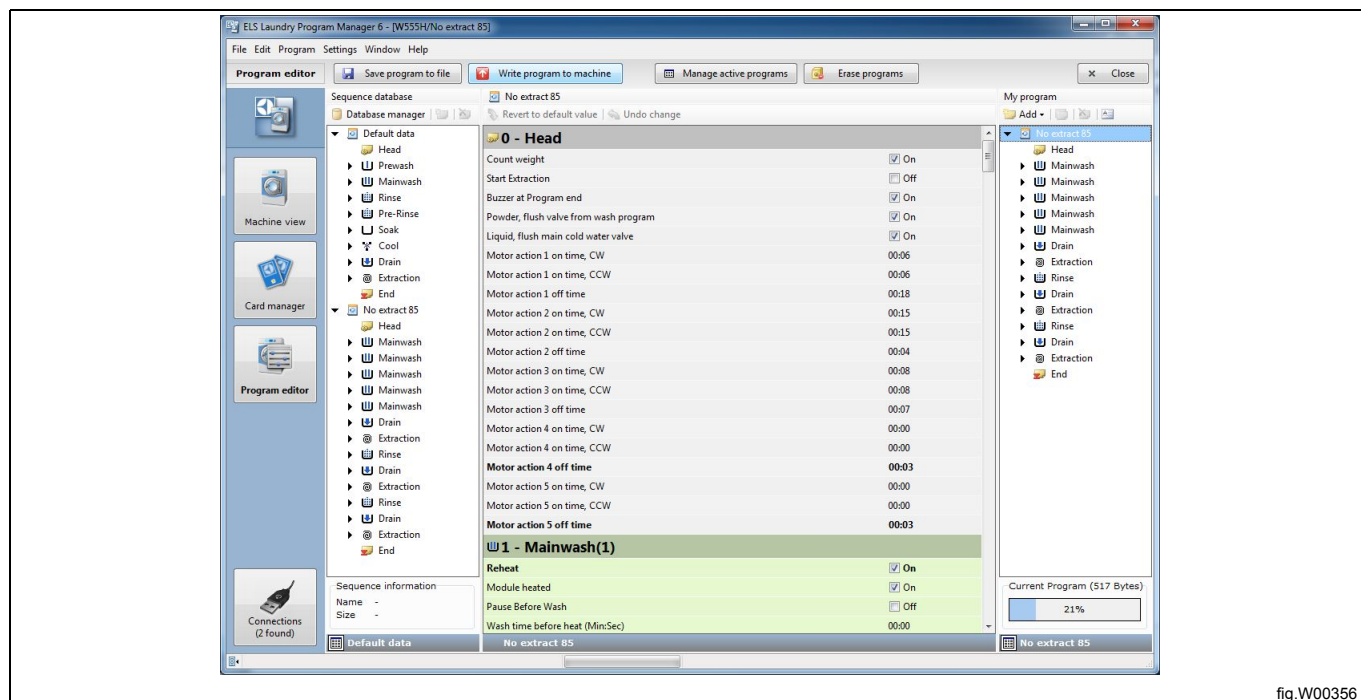 ELS Laundry Program Manager 6 - [W555H/No extract 85]
File Edit Program Settings Window Help
Program editor
Save program to file
Write program to machine
Manage active programs
Erase programs
Close
Machine view
Card manager
Program editor
Connections
(2 found)
Sequence database
Database manager
Default data
Head
Prewash
Mainwash
Rinse
Pre-Rinse
Soak
Cool
Drain
Extraction
End
No extract 85
Head
Mainwash
Mainwash
Mainwash
Mainwash
Mainwash
Drain
Extraction
Rinse
Drain
Extraction
Rinse
Drain
Extraction
End
Sequence information
Name -
Size -
Default data
No extract 85
Revert to default value Undo change
0 - Head
Count weight On
Start Extraction Off
Buzzer at Program end On
Powder, flush valve from wash program On
Liquid, flush main cold water valve On
Motor action 1 on time, CW 00:06
Motor action 1 on time, CCW 00:06
Motor action 1 off time 00:18
Motor action 2 on time, CW 00:15
Motor action 2 on time, CCW 00:15
Motor action 2 off time 00:04
Motor action 3 on time, CW 00:08
Motor action 3 on time, CCW 00:08
Motor action 3 off time 00:07
Motor action 4 on time, CW 00:00
Motor action 4 on time, CCW 00:00
Motor action 4 off time 00:03
Motor action 5 on time, CW 00:00
Motor action 5 on time, CCW 00:00
Motor action 5 off time 00:03
1 - Mainwash(1)
Reheat On
Module heated On
Pause Before Wash Off
Wash time before heat (Min:Sec) 00:00
No extract 85
My program
Add
No extract 85
Head
Mainwash
Mainwash
Mainwash
Mainwash
Mainwash
Drain
Extraction
Rinse
Drain
Extraction
Rinse
Drain
Extraction
End
Current Program (517 Bytes)
21%
No extract 85
fig.W00356